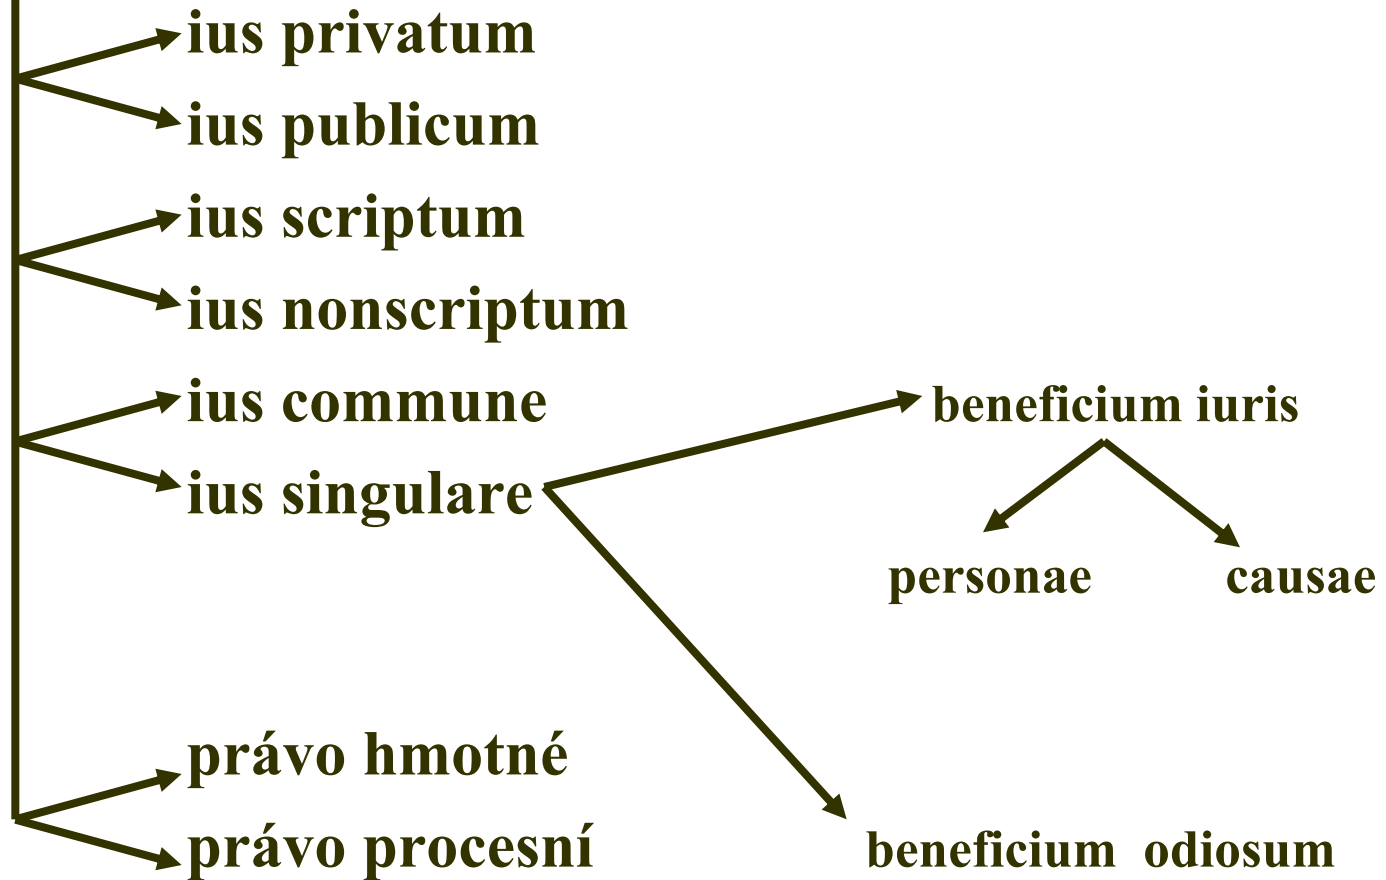 ius privatum
ius publicum
ius scriptum
ius nonscriptum
ius commune
beneficium iuris
ius singulare
personae causae
právo hmotné
právo procesní
beneficium odiosum